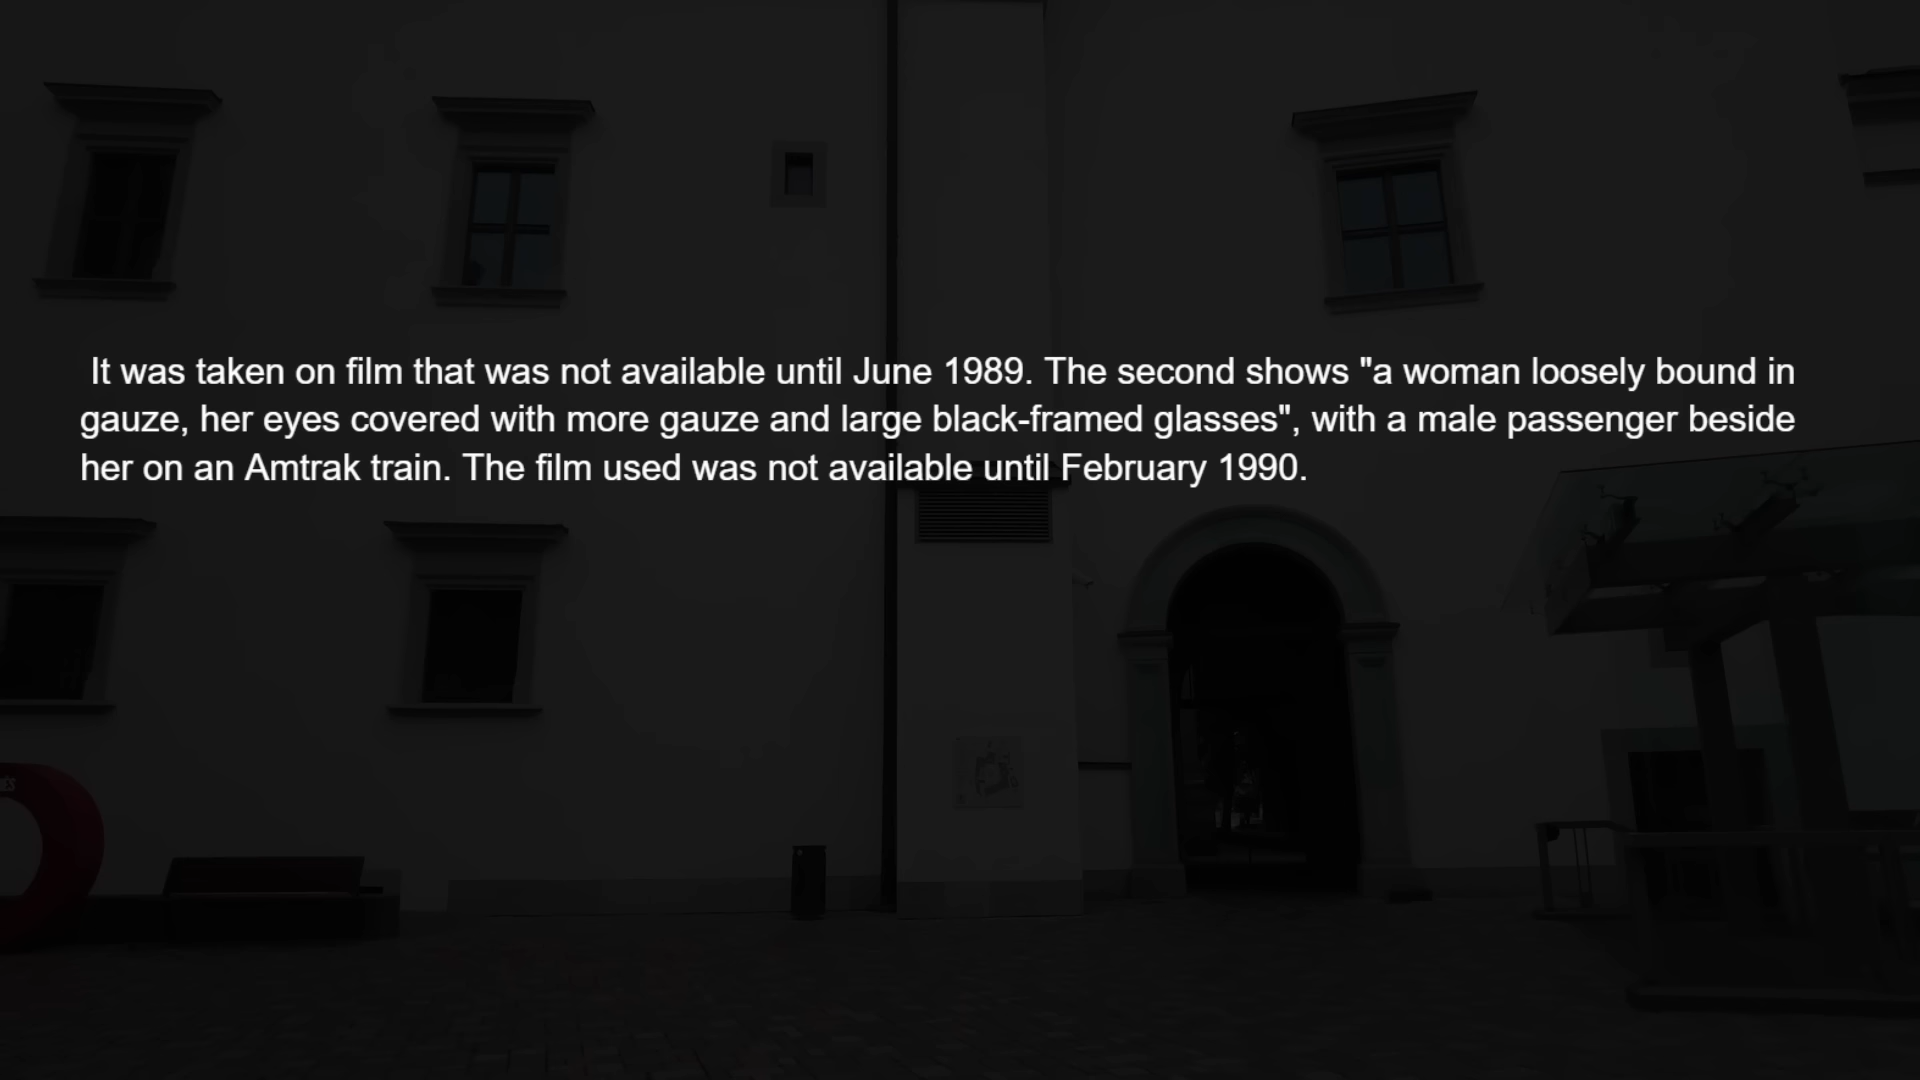 It was taken on film that was not available until June 1989. The second shows "a woman loosely bound in
gauze, her eyes covered with more gauze and large black-framed glasses", with a male passenger beside
her on an Amtrak train. The film used was not available until February 1990.